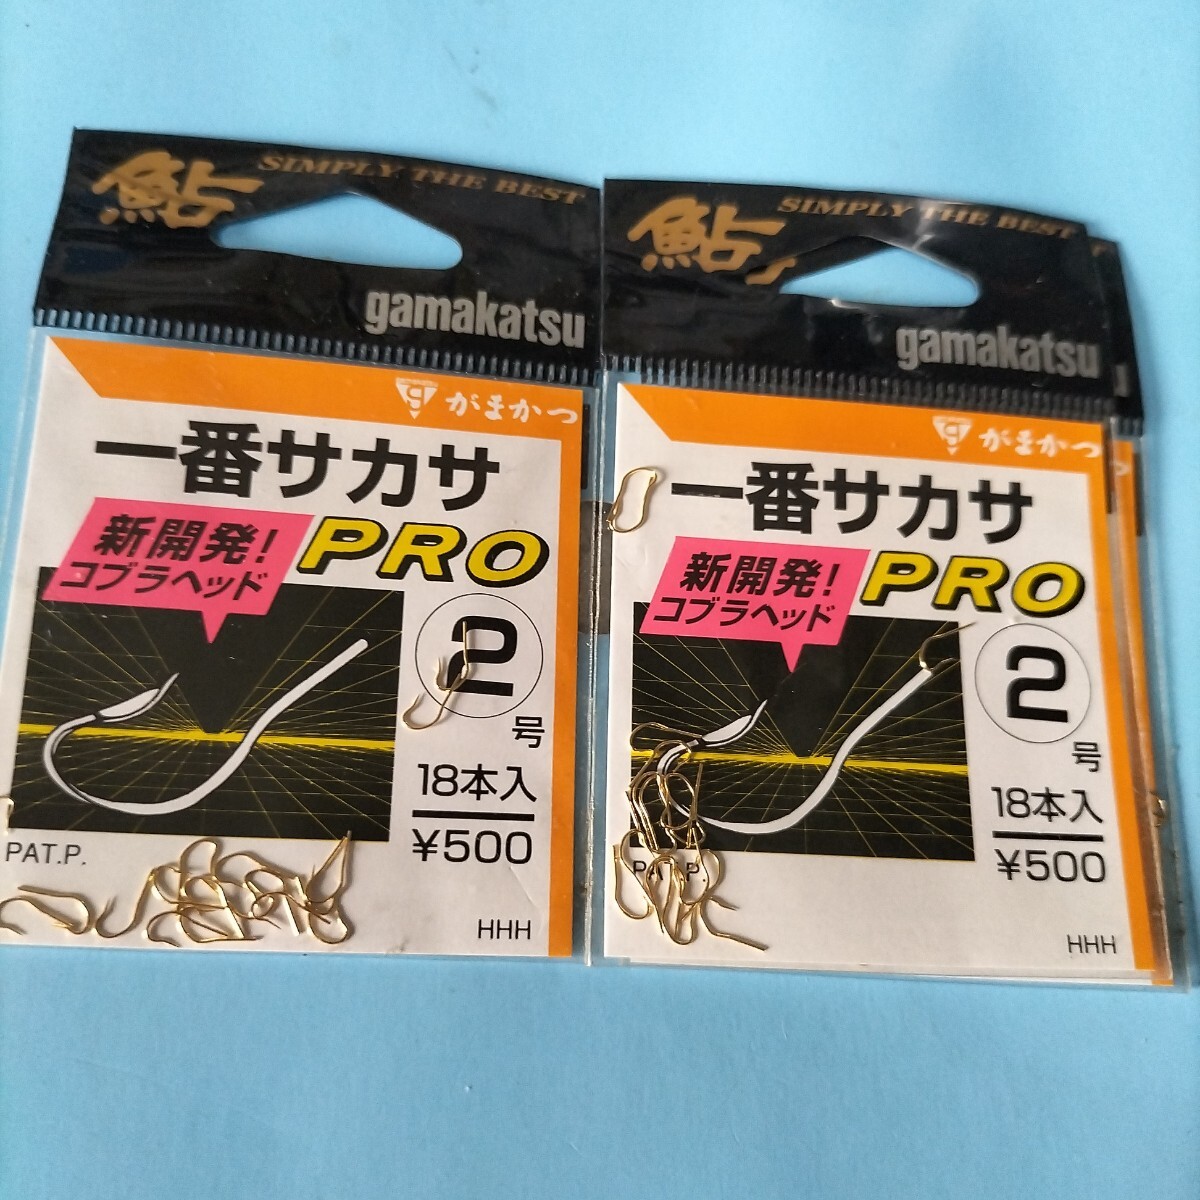 鮎
SIMPLY THE BEST
gamakatsu
がまかつ
一番サカサ
新開発!
コブラヘッド
PRO
2
号
18本入
¥500
PAT.P.
HHH
鮎
SIMPLY THE BEST
gamakatsu
がまかつ
一番サカサ
新開発!
コブラヘッド
PRO
2
号
18本入
¥500
PAT.P.
HHH